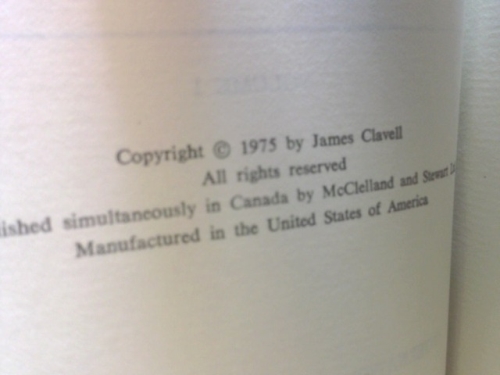 Copyright © 1975 by James Clavell
All rights reserved
ished simultaneously in Canada by McClelland and Stewart
Manufactured in the United States of America